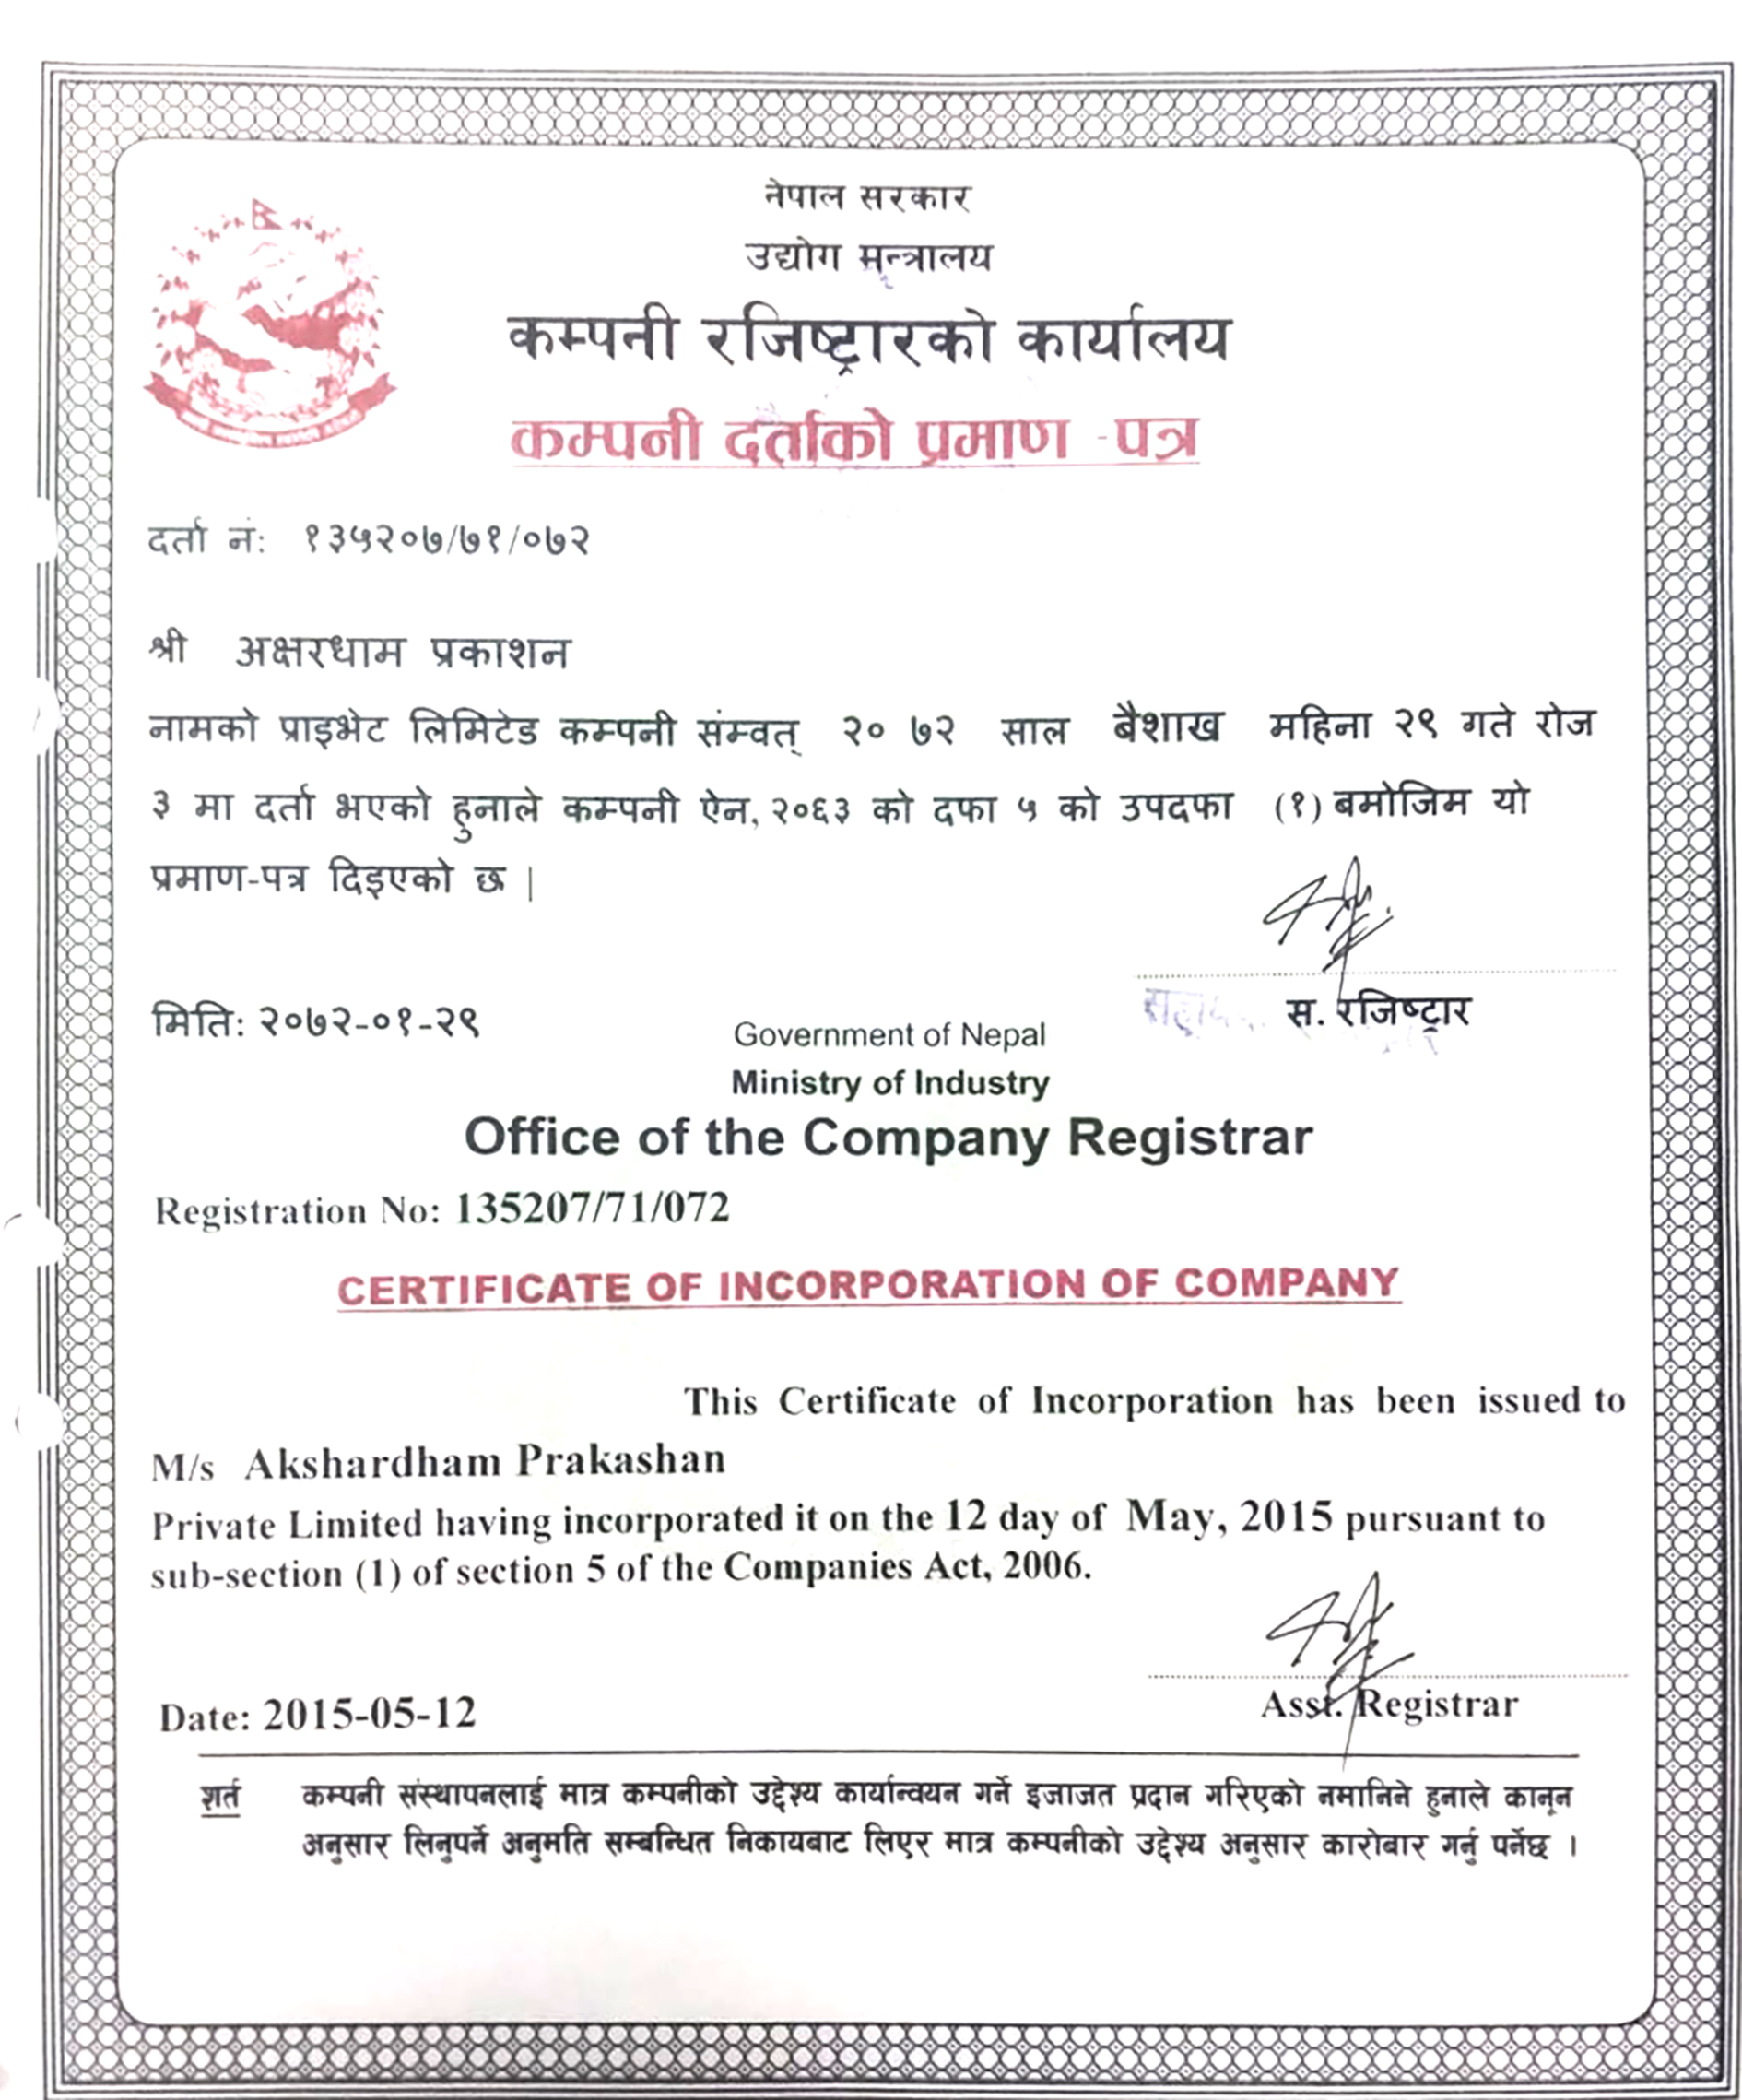 नेपाल सरकार
उद्योग मन्त्रालय
कम्पनी रजिष्ट्रारको कार्यालय
कम्पनी दर्ताको प्रमाण -पत्र
दर्ता नं: १३५२०७/७१/०७२
श्री अक्षरधाम प्रकाशन
नामको प्राइभेट लिमिटेड कम्पनी संम्वत् २० ७२ साल बैशाख महिना २९ गते रोज
३ मा दर्ता भएको हुनाले कम्पनी ऐन, २०६३ को दफा ५ को उपदफा (१) बमोजिम यो
प्रमाण-पत्र दिइएको छ |
स. रजिष्ट्रार
मिति: २०७२-०१-२९
Government of Nepal
Ministry of Industry
Office of the Company Registrar
Registration No: 135207/71/072
CERTIFICATE OF INCORPORATION OF COMPANY
This Certificate of Incorporation has been issued to
M/s Akshardham Prakashan
Private Limited having incorporated it on the 12 day of May, 2015 pursuant to
sub-section (1) of section 5 of the Companies Act, 2006.
Date: 2015-05-12
Asst. Registrar
शर्त कम्पनी संस्थापनलाई मात्र कम्पनीको उद्देश्य कार्यान्वयन गर्ने इजाजत प्रदान गरिएको नमानिने हुनाले कानून
अनुसार लिनुपर्ने अनुमति सम्बन्धित निकायबाट लिएर मात्र कम्पनीको उद्देश्य अनुसार कारोबार गर्नु पर्नेछ ।